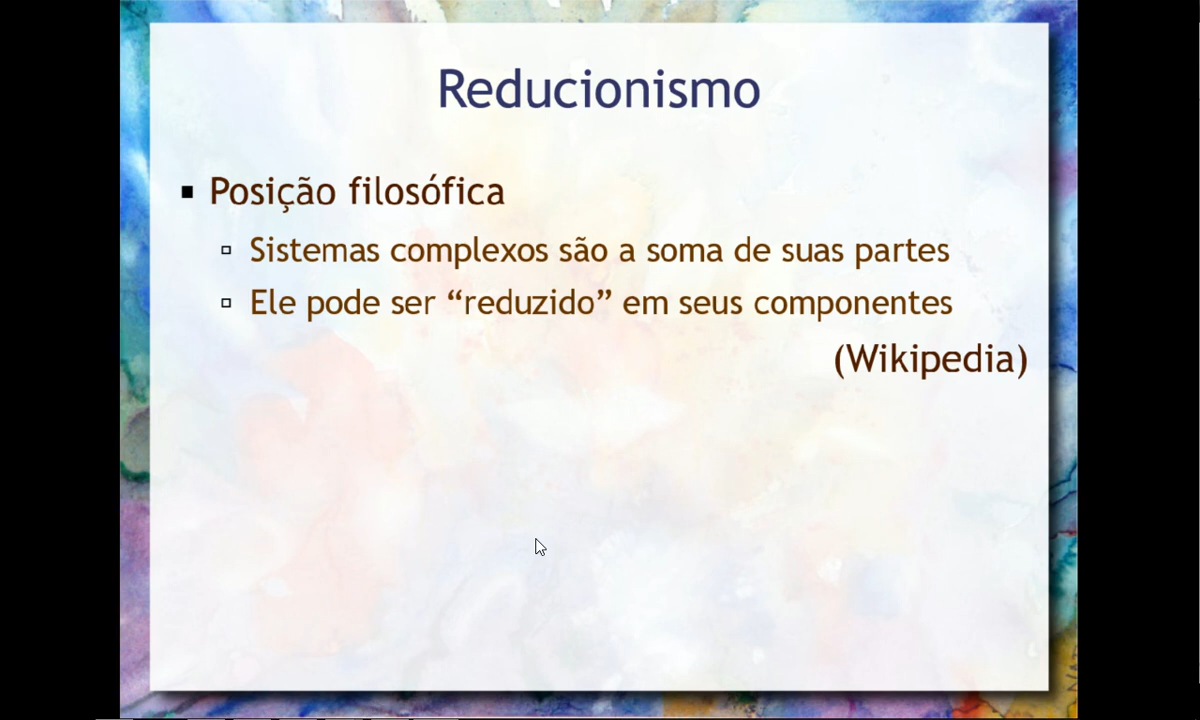 Reducionismo
Posição filosófica
Sistemas complexos são a soma de suas partes
Ele pode ser “reduzido” em seus componentes
(Wikipedia)